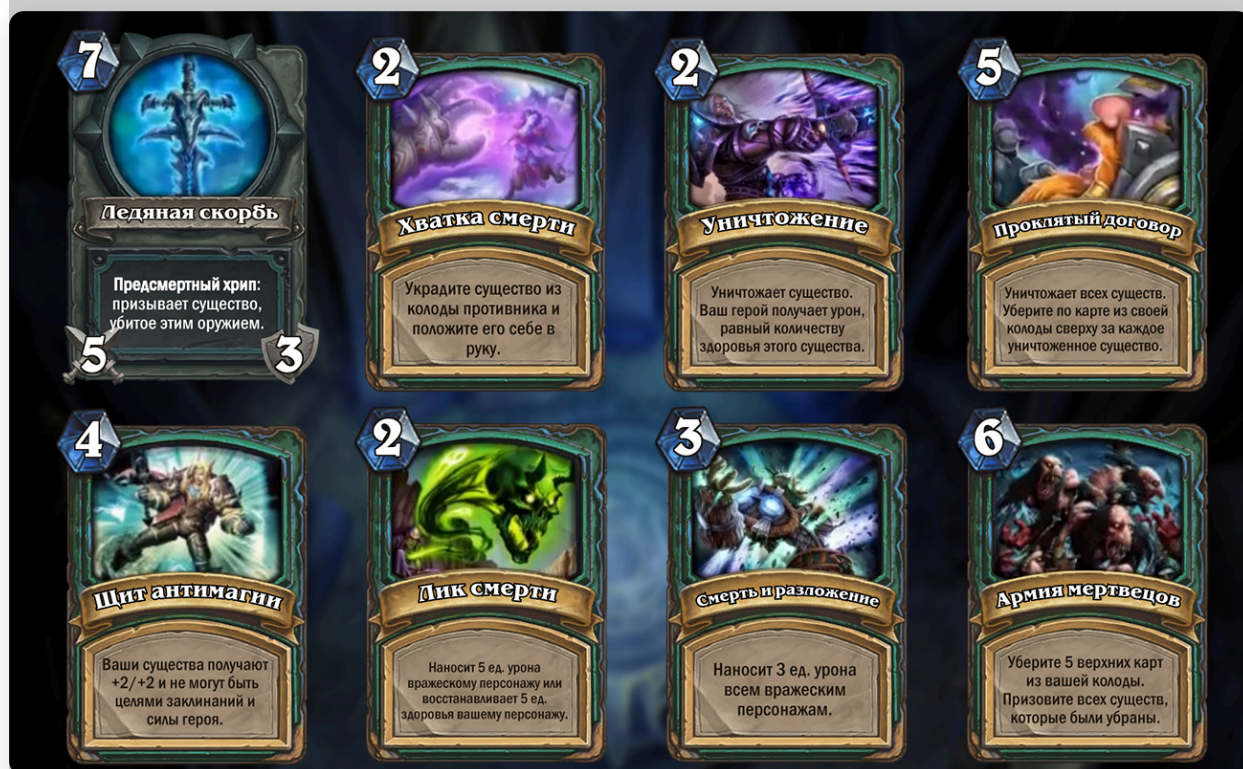 7
Ледяная скорбь
Предсмертный хрип:
призывает существо,
убитое этим оружием.
5
3
2
Хватка смерти
Украдите существо из
колоды противника и
положите его себе в
руку.
2
Уничтожение
Уничтожает существо.
Ваш герой получает урон,
равный количеству
здоровья этого существа.
5
Проклятый договор
Уничтожает всех существ.
Уберите по карте из своей
колоды сверху за каждое
уничтоженное существо.
4
Щит антимагии
Ваши существа получают
+2/+2 и не могут быть
целями заклинаний и
силы героя.
2
Лик смерти
Наносит 5 ед. урона
вражескому персонажу или
восстанавливает 5 ед.
здоровья вашему персонажу.
3
Смерть и разложение
Наносит 3 ед. урона
всем вражеским
персонажам.
6
Армия мертвецов
Уберите 5 верхних карт
из вашей колоды.
Призовите всех существ,
которые были убраны.